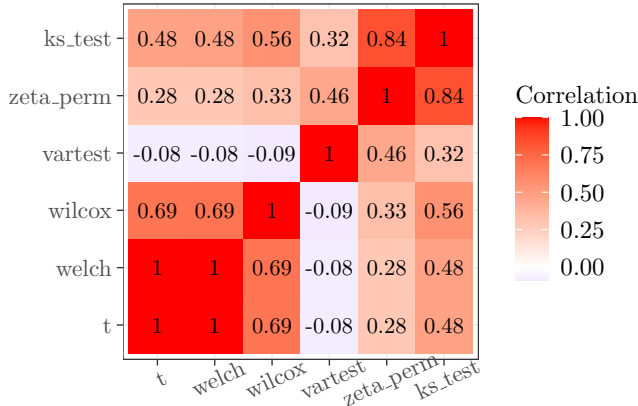 ks_test 0.48 0.48 0.56 0.32 0.84 1
zeta_perm 0.28 0.28 0.33 0.46 1 0.84
vartest -0.08 -0.08 -0.09 1 0.46 0.32
wilcox 0.69 0.69 1 -0.09 0.33 0.56
welch 1 1 0.69 -0.08 0.28 0.48
t 1 1 0.69 -0.08 0.28 0.48
t welch wilcox vartest zeta_perm ks_test
Correlation
1.00
0.75
0.50
0.25
0.00